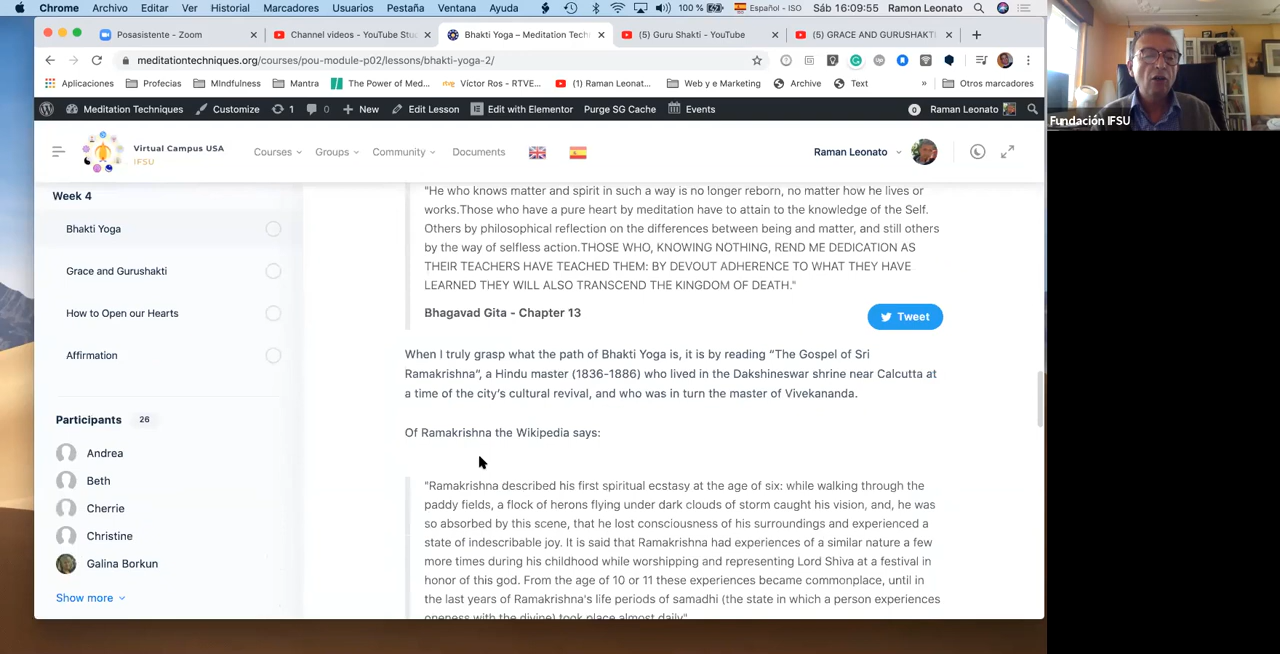 Chrome Archivo Editar Ver Historial Marcadores Usuarios Pestaña Ventana Ayuda 100 % Español - ISO Sáb 16:09:55 Ramon Leonato
Posasistente - Zoom
Channel videos - YouTube Stu
Bhakti Yoga – Meditation Tech
(5) Guru Shakti - YouTube
(5) GRACE AND GURUSHAKTI
meditationtechniques.org/courses/pou-module-p02/lessons/bhakti-yoga-2/
Aplicaciones Profecias MIndfulness Mantra The Power of Med... Víctor Ros - RTVE... (1) Raman Leonat... Web y eMarketing Archive Text » Otros marcadores
Meditation Techniques Customize 1 0 New Edit Lesson Edit with Elementor Purge SG Cache Events 0 Raman Leonato
Fundación IFSU
Virtual Campus USA
IFSU
Courses Groups Community Documents
Raman Leonato
Week 4
Bhakti Yoga
Grace and Gurushakti
How to Open our Hearts
Affirmation
Participants 26
Andrea
Beth
Cherrie
Christine
Galina Borkun
Show more
"He who knows matter and spirit in such a way is no longer reborn, no matter how he lives or
works.Those who have a pure heart by meditation have to attain to the knowledge of the Self.
Others by philosophical reflection on the differences between being and matter, and still others
by the way of selfless action.THOSE WHO, KNOWING NOTHING, REND ME DEDICATION AS
THEIR TEACHERS HAVE TEACHED THEM: BY DEVOUT ADHERENCE TO WHAT THEY HAVE
LEARNED THEY WILL ALSO TRANSCEND THE KINGDOM OF DEATH."
Bhagavad Gita - Chapter 13
Tweet
When I truly grasp what the path of Bhakti Yoga is, it is by reading “The Gospel of Sri
Ramakrishna”, a Hindu master (1836-1886) who lived in the Dakshineswar shrine near Calcutta at
a time of the city’s cultural revival, and who was in turn the master of Vivekananda.
Of Ramakrishna the Wikipedia says:
"Ramakrishna described his first spiritual ecstasy at the age of six: while walking through the
paddy fields, a flock of herons flying under dark clouds of storm caught his vision, and, he was
so absorbed by this scene, that he lost consciousness of his surroundings and experienced a
state of indescribable joy. It is said that Ramakrishna had experiences of a similar nature a few
more times during his childhood while worshipping and representing Lord Shiva at a festival in
honor of this god. From the age of 10 or 11 these experiences became commonplace, until in
the last years of Ramakrishna's life periods of samadhi (the state in which a person experiences
oneness with the divine) took place almost daily"